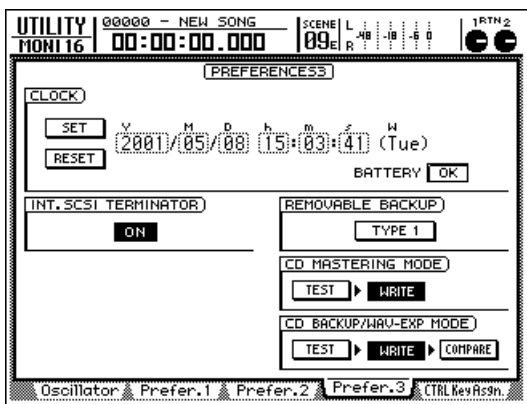 UTILITY 00000 - NEW SONG SCENE L -48 -18 -6 0 1 RTN 2
MONI 16 00:00:00.000 09E R
PREFERENCES3
CLOCK
SET Y M D h m s W
2001/05/08 15:03:41 (Tue)
RESET
BATTERY OK
INT.SCSI TERMINATOR REMOVABLE BACKUP
ON TYPE 1
CD MASTERING MODE
TEST WRITE
CD BACKUP/WAV-EXP MODE
TEST WRITE COMPARE
Oscillator Prefer.1 Prefer.2 Prefer.3 CTRL KeyAsgn.